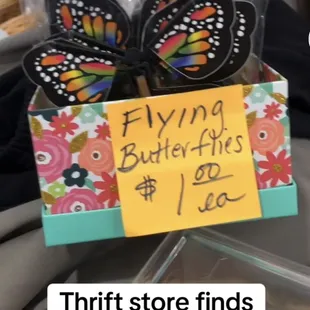 Flying
Butterflies
$ 1 00 ea
Thrift store finds